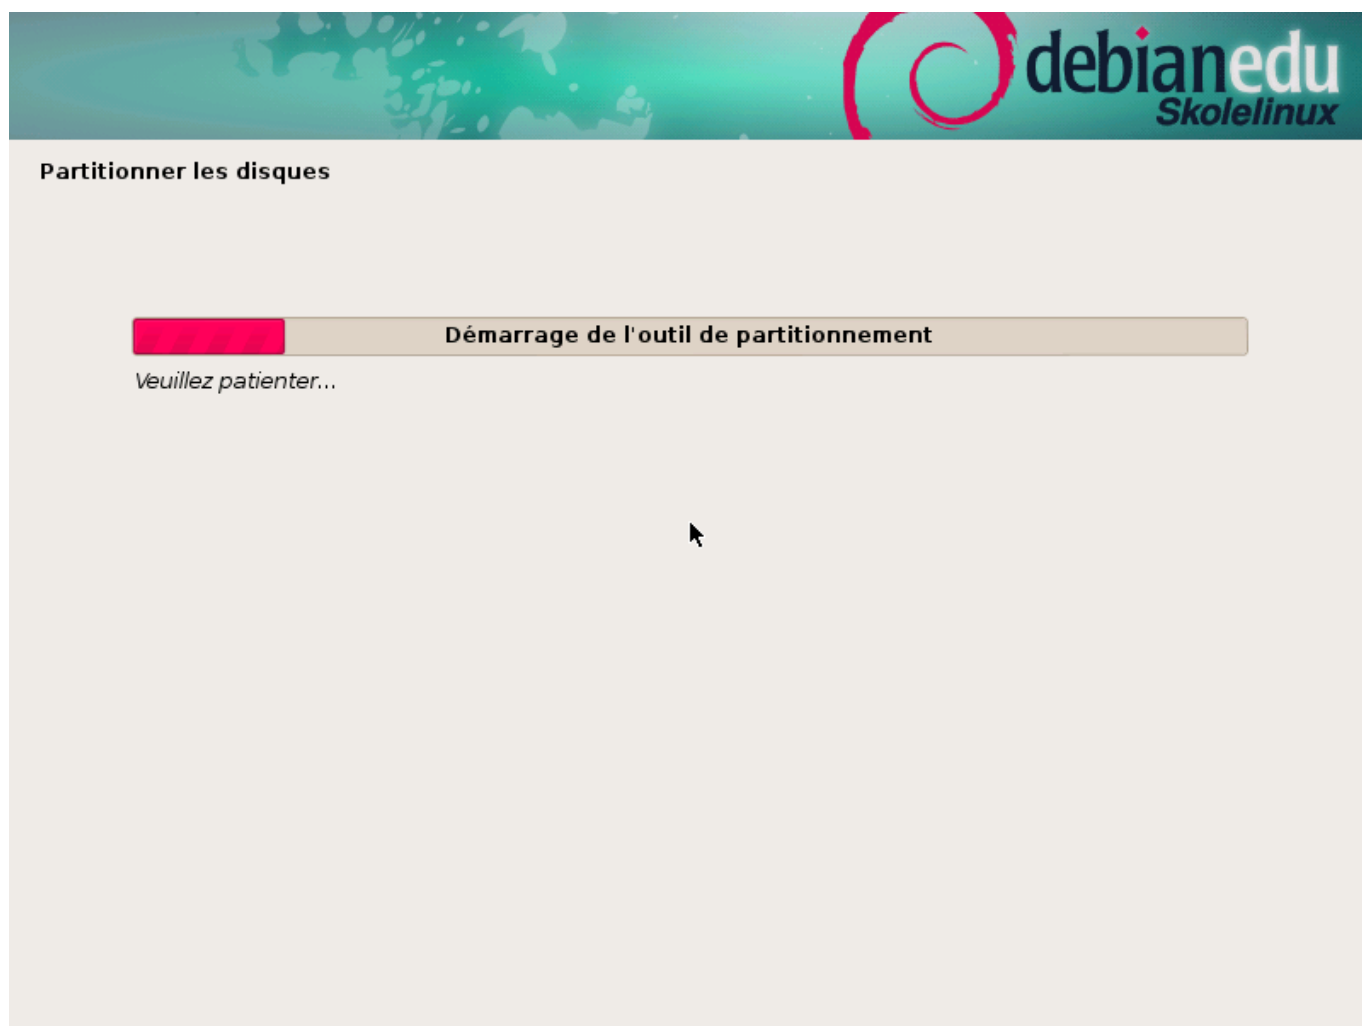 debianedu
Skolelinux
Partitionner les disques
Démarrage de l'outil de partitionnement
Veuillez patienter...